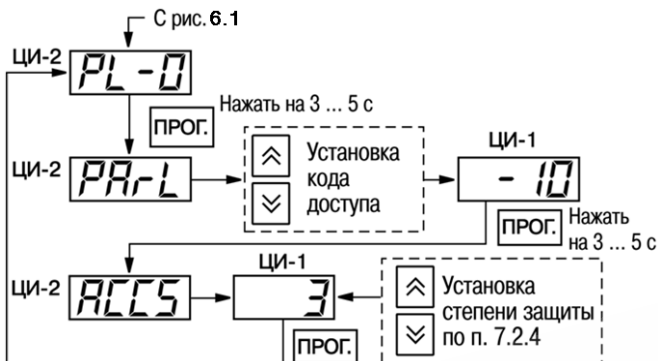 С рис. 6.1
ЦИ-2
PL-0
Нажать на 3 ... 5 с
ПРОГ.
ЦИ-2
PArL
Установка
кода
доступа
ЦИ-1
- 10
ПРОГ.
Нажать
на 3 ... 5 с
ЦИ-2
ACCS
ЦИ-1
3
Установка
степени защиты
по п. 7.2.4
ПРОГ.